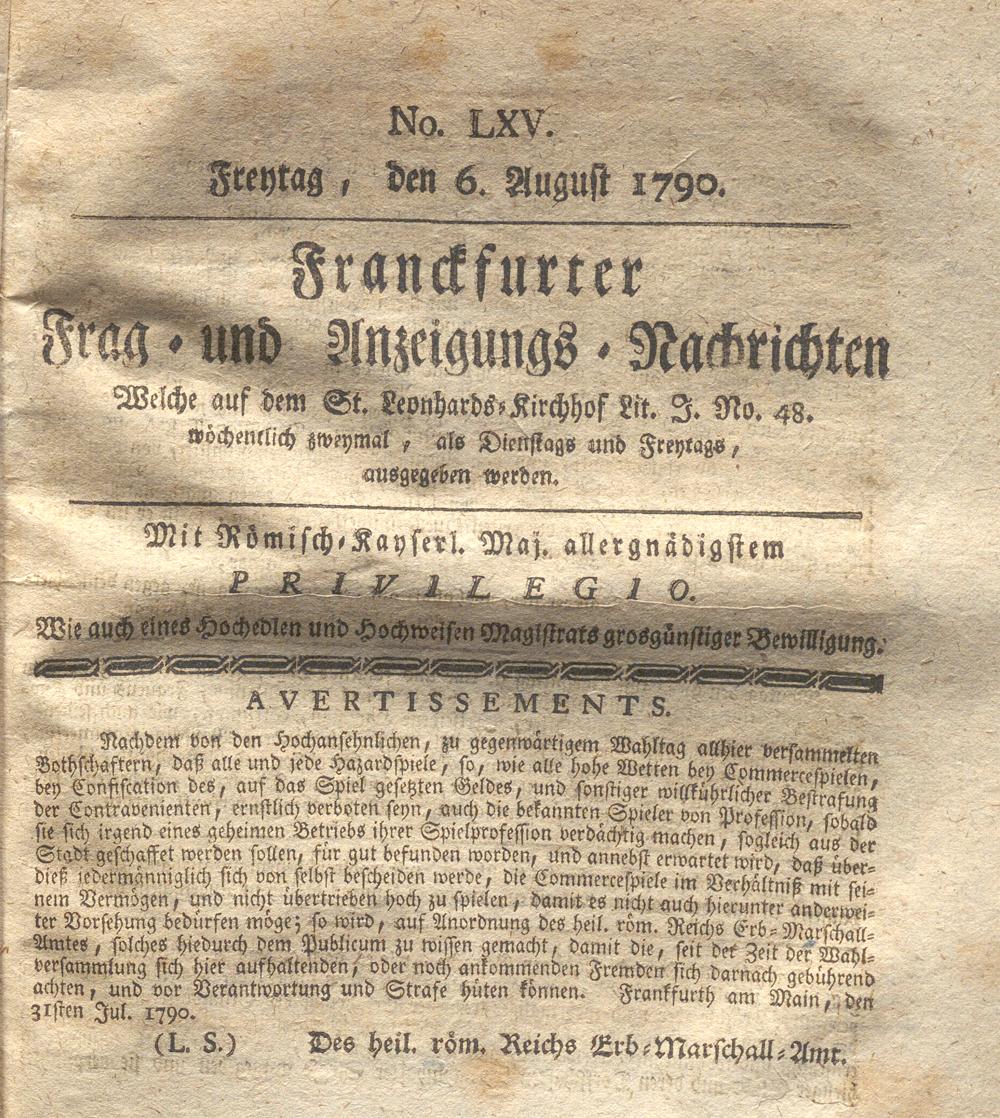 No. LXV.
Freytag, den 6. August 1790.
Franckfurter
Frag- und Anzeigungs-Nachrichten
Welche auf dem St. Leonhards-Kirchhof Lit. J. No. 48.
wöchentlich zweymal, als Dienstags und Freytags,
ausgegeben werden.
Mit Römisch-Kayserl. Maj. allergnädigstem
PRIVILEGIO.
Wie auch eines Hochedlen und Hochweisen Magistrats grosgünstiger Bewilligung.
AVERTISSEMENTS.
Nachdem von den Hochansehnlichen, zu gegenwärtigem Wahltag allhier versammelten
Bothschaftern, daß alle und jede Hazardspiele, so, wie alle hohe Wetten bey Commercespielen,
bey Confiscation des, auf das Spiel gesetzten Geldes, und sonstiger willkührlicher Bestrafung
der Contravenienten, ernstlich verboten seyn, auch die bekannten Spieler von Profession, sobald
sie sich irgend eines geheimen Betriebs ihrer Spielprofession verdächtig machen, sogleich aus der
Stadt geschaffet werden sollen, für gut befunden worden, und annebst erwartet wird, daß über-
dieß jedermänniglich sich von selbst bescheiden werde, die Commercespiele im Verhältniß mit sei-
nem Vermögen, und nicht übertrieben hoch zu spielen, damit es nicht auch hierunter anderwei-
ter Vorsehung bedürfen möge; so wird, auf Anordnung des heil. röm. Reichs Erb-Marschall-
Amtes, solches hiedurch dem Publicum zu wissen gemacht, damit die, seit der Zeit der Wahl-
versammlung sich hier aufhaltenden, oder noch ankommenden Fremden sich darnach gebührend
achten, und vor Verantwortung und Strafe hüten können. Frankfurth am Main, den
31sten Jul. 1790.
(L. S.) Des heil. röm. Reichs Erb-Marschall-Amt.